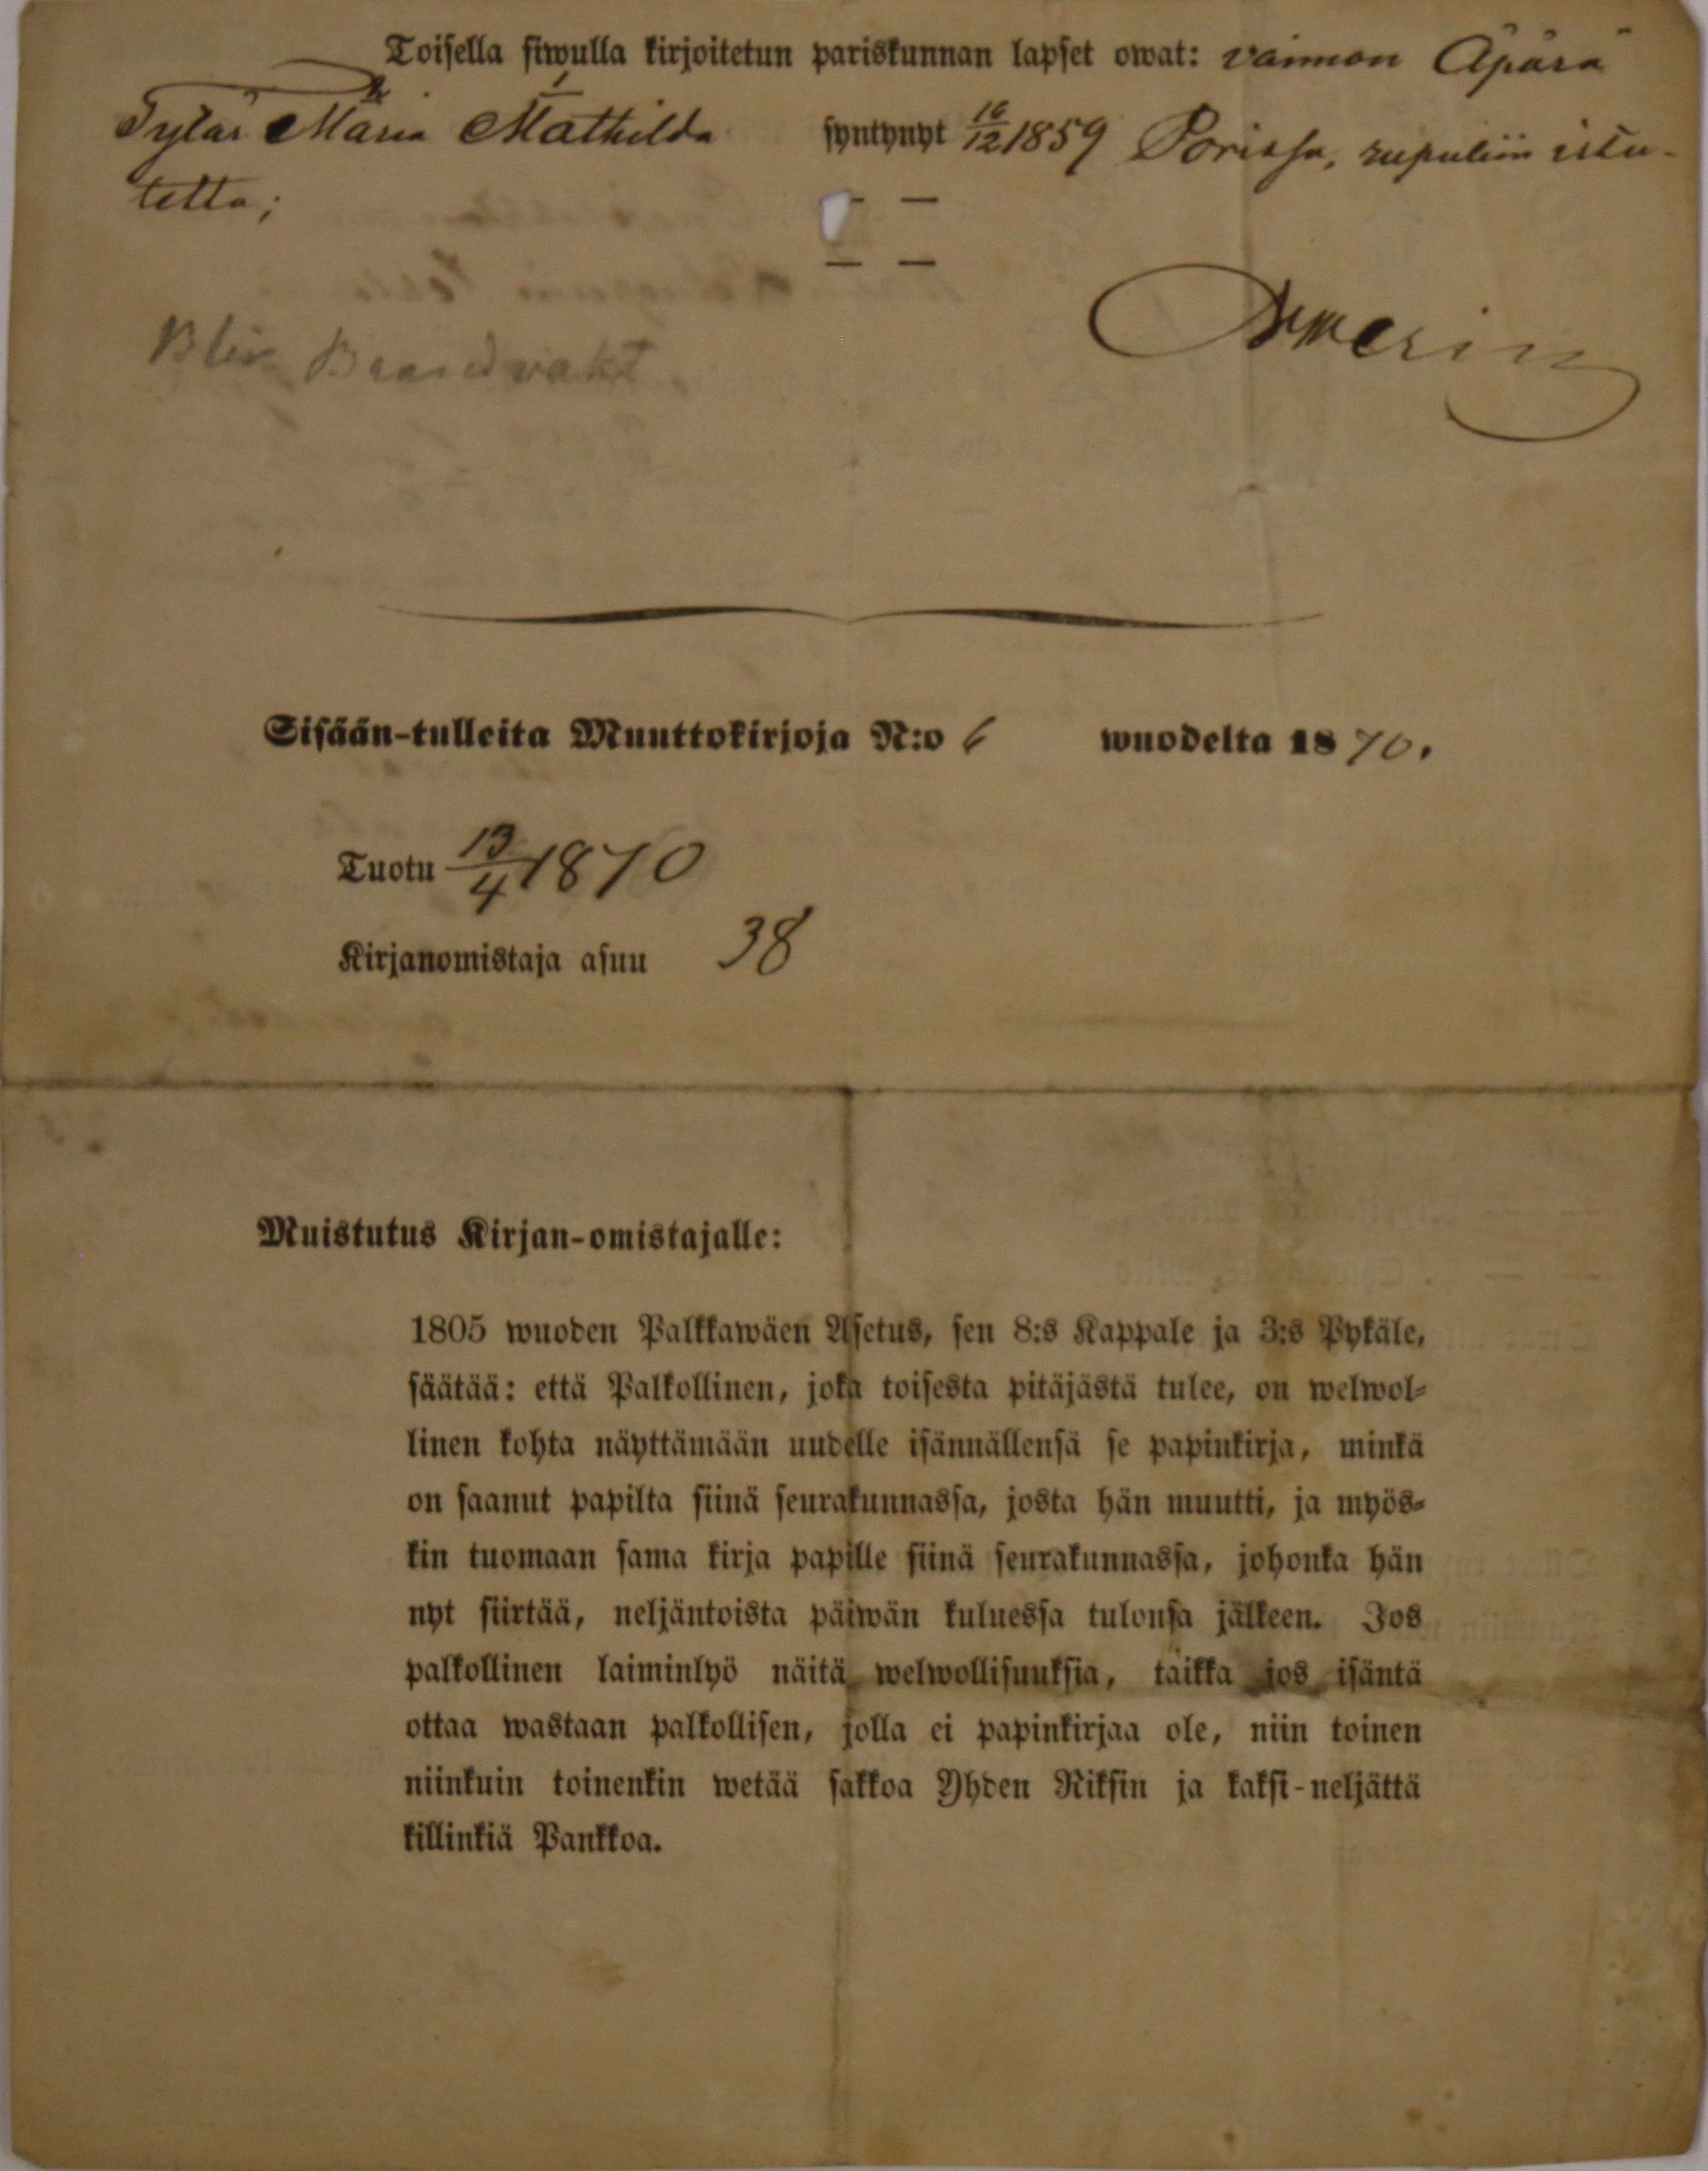 Toisella siwulla kirjoitetun pariskunnan lapset owat: vaimon Äpärä
Tytär Maria Mathilda syntynyt 16/12 1859 Porissa, rupuliin istu-
tettu;
— —
— —
Blir Brandvakt.
Sisään-tulleita Muuttokirjoja N:o 6 wuodelta 1870.
Tuotu 13/4 1870
Kirjanomistaja asuu 38
Muistutus Kirjan-omistajalle:
1805 wuoden Palkkawäen Asetus, sen 8:s Kappale ja 3:s Pykäle,
säätää: että Palkollinen, joka toisesta pitäjästä tulee, on welwol-
linen kohta näyttämään uudelle isännällensä se papinkirja, minkä
on saanut papilta siinä seurakunnassa, josta hän muutti, ja myös-
kin tuomaan sama kirja papille siinä seurakunnassa, johonka hän
nyt siirtää, neljäntoista päiwän kuluessa tulonsa jälkeen. Jos
palkollinen laiminlyö näitä welwollisuuksia, taikka jos isäntä
ottaa wastaan palkollisen, jolla ei papinkirjaa ole, niin toinen
niinkuin toinenkin wetää sakkoa Yhden Riksin ja kaksi-neljättä
killinkiä Pankkoa.